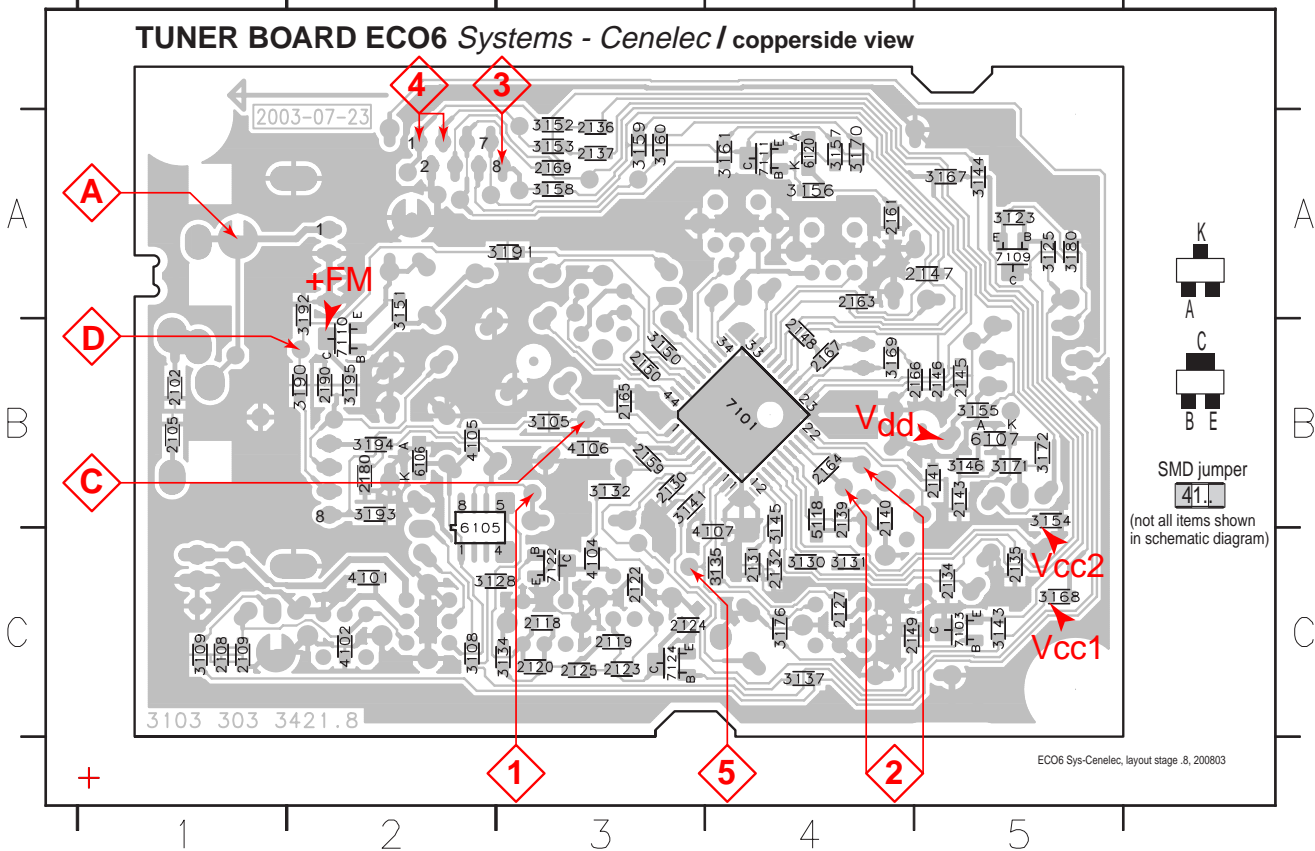 TUNER BOARD ECO6 Systems - Cenelec / copperside view
4 3
2003-07-23
1 7
2 8
3152 2136
3153 2137
2169
3158
3159 3160
3161 C 7111 E B A 6120 K 3157 3170
3156
3167 3144
A
A A
2161
3123
E B
7109
C
3125 3180
1
3191
2147
K
A
+FM
3192 3151
2163
D
7110 C E B
3150
2150
34 33
2148
2167
3169
C
B E
2102
3190 2190 3195
2165
44
7101
23
2166 2146 2145
2105
3105
1
22
Vdd
3155
A K
6107
3172
B B
3194 A
6106 K
4105
4106
2159
2130
2164
3146 3171
2141
2143
SMD jumper
41..
(not all items shown
in schematic diagram)
C
2180
3132
3141
11 12
8 3193
8 5
6105
1 4
4107
3145
5118 2139 2140
3154
Vcc2
4101
3128
E B
7122 C
4104
2122
3135
2131 2132
3130 3131
2134
2135
3168
Vcc1
C C
3109 2108 2109
4102
3108 3134
2118
2119
2120 2125 2123
2124
C 7124 E B
3176
2127
3137
2149
C 7103 E B
3143
3103 303 3421.8
1 5 2
ECO6 Sys-Cenelec, layout stage .8, 200803
1 2 3 4 5